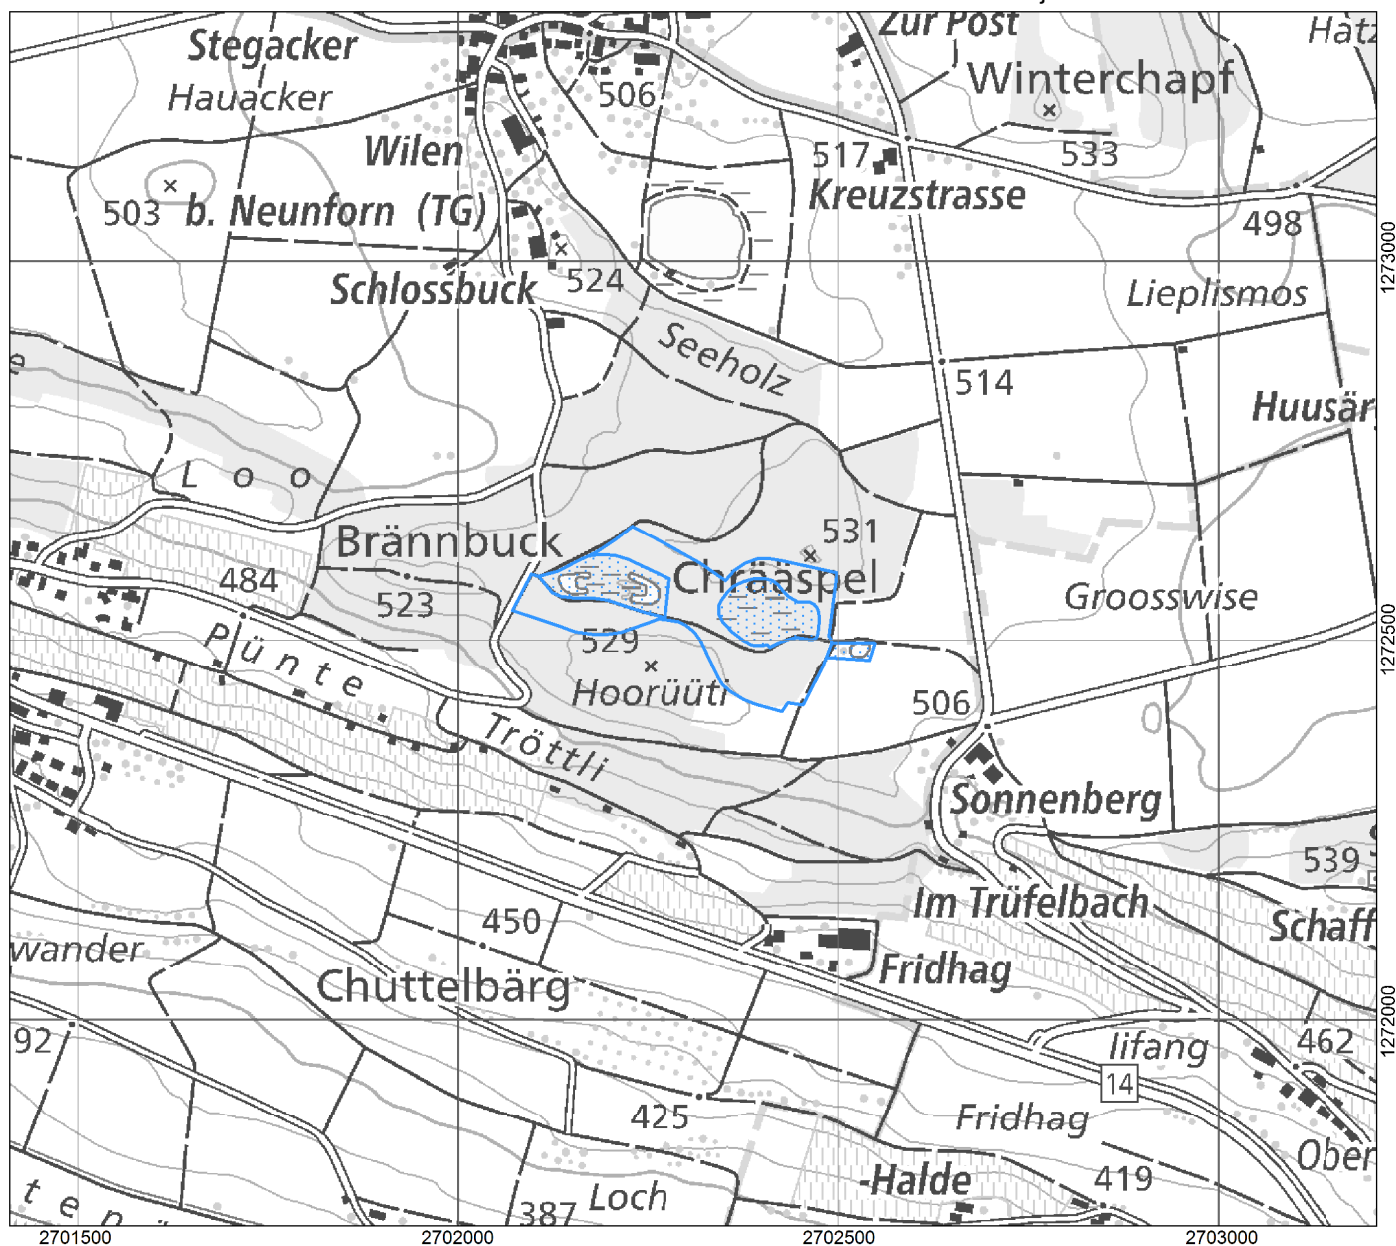 Zur Post
Stegacker
Hatz
Winterchapf
Hauacker
506
Wilen
517
533
Kreuzstrasse
503
b. Neunforn (TG)
498
524
1273000
Schlossbuck
Lieplismos
Seeholz
e
514
Huusär
L o o
531
Brännbuck
484
Chrääspel
523
Groosswise
Pünte
529
1272500
Hoorüüti
506
Tröttli
Sonnenberg
539
Im Trüfelbach
450
Schaff
wander
Fridhag
Chuttelbärg
1272000
92
Iifang
462
14
425
Fridhag
Ober
-Halde
419
Loch
387
2701500
2702000
2702500
2703000